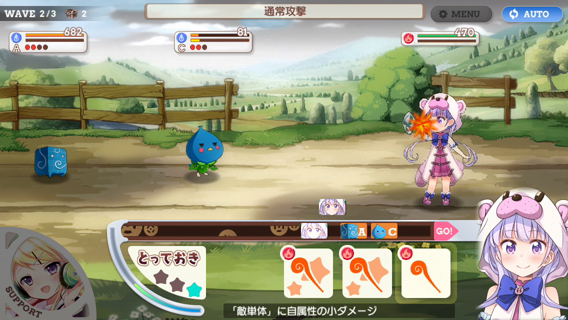 WAVE 2/3 2
通常攻撃
MENU
AUTO
682
A
81
C
470
A
C
GO!
とっておき
SUPPORT
「敵単体」に自属性の小ダメージ